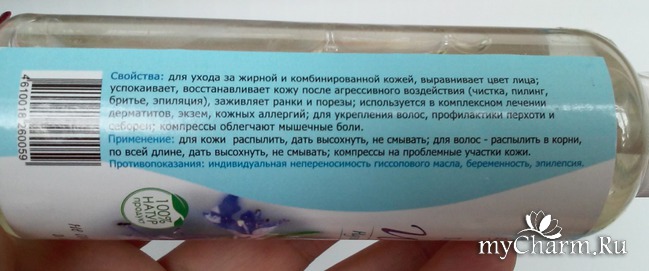 Свойства: для ухода за жирной и комбинированной кожей, выравнивает цвет лица;
успокаивает, восстанавливает кожу после агрессивного воздействия (чистка, пилинг,
бритье, эпиляция), заживляет ранки и порезы; используется в комплексном лечении
дерматитов, экзем, кожных аллергий; для укрепления волос, профилактики перхоти и
себореи; компрессы облегчают мышечные боли.
Применение: для кожи распылить, дать высохнуть, не смывать; для волос - распылить в корни,
по всей длине, дать высохнуть, не смывать; компрессы на проблемные участки кожи.
Противопоказания: индивидуальная непереносимость гиссопового масла, беременность, эпилепсия.
100%
НАТУР
продукт
myCharm.Ru